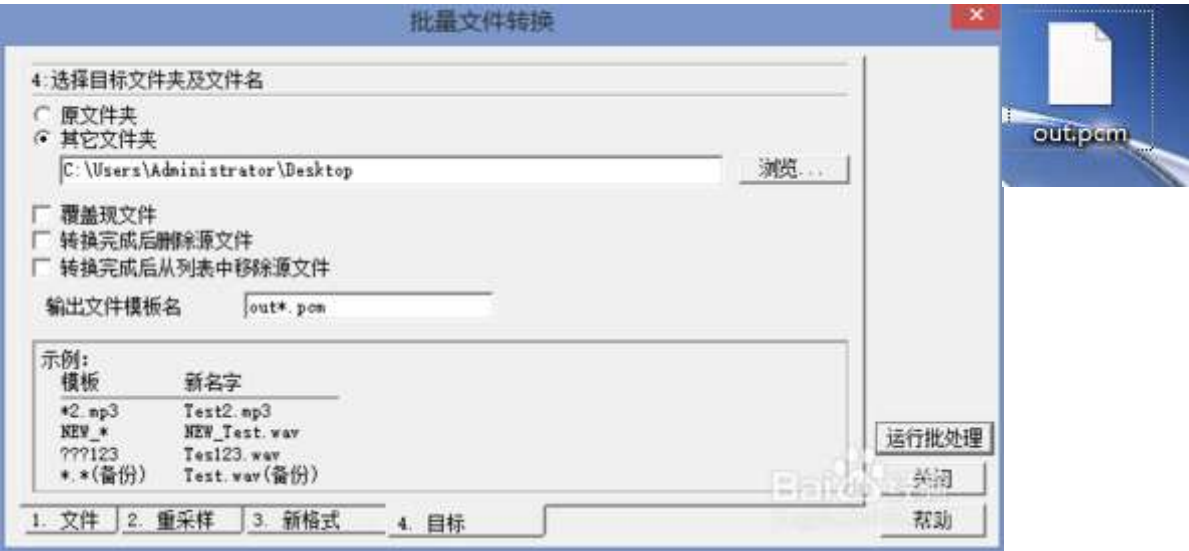 批量文件转换
4:选择目标文件夹及文件名
原文件夹
其它文件夹
C:\Users\Administrator\Desktop
浏览...
覆盖现文件
转换完成后删除源文件
转换完成后从列表中移除源文件
输出文件模板名 out*.pcm
示例:
模板 新名字
*2.mp3 Test2.mp3
NEW_* NEW_Test.wav
???123 Tes123.wav
*.*(备份) Test.wav(备份)
运行批处理
关闭
帮助
1. 文件 2. 重采样 3. 新格式 4. 目标
out.pcm